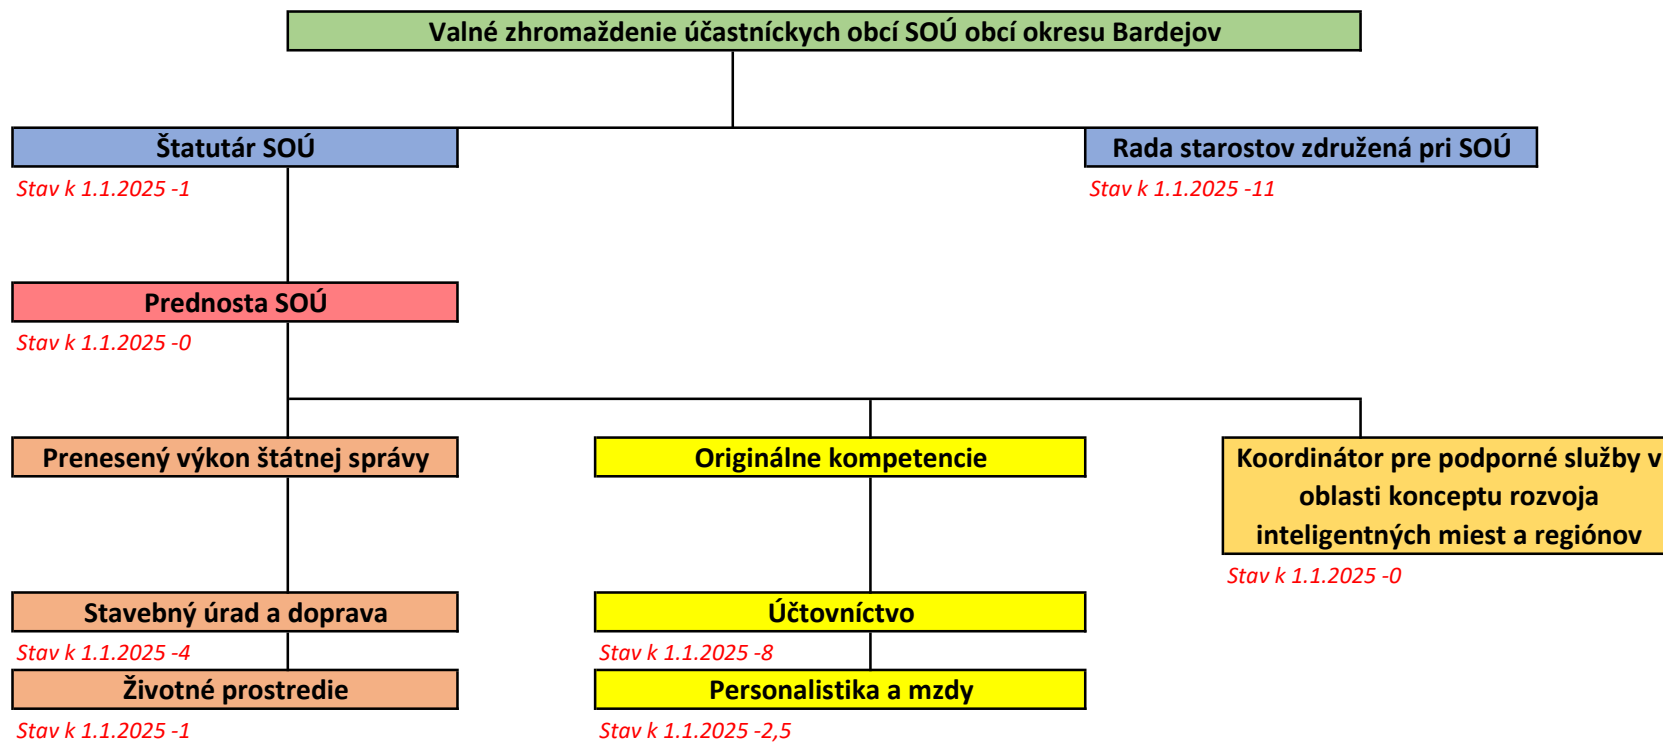 Valné zhromaždenie účastníckych obcí SOÚ obcí okresu Bardejov
Štatutár SOÚ
Stav k 1.1.2025 -1
Rada starostov združená pri SOÚ
Stav k 1.1.2025 -11
Prednosta SOÚ
Stav k 1.1.2025 -0
Prenesený výkon štátnej správy
Originálne kompetencie
Koordinátor pre podporné služby v
oblasti konceptu rozvoja
inteligentných miest a regiónov
Stav k 1.1.2025 -0
Stavebný úrad a doprava
Stav k 1.1.2025 -4
Účtovníctvo
Stav k 1.1.2025 -8
Životné prostredie
Stav k 1.1.2025 -1
Personalistika a mzdy
Stav k 1.1.2025 -2,5